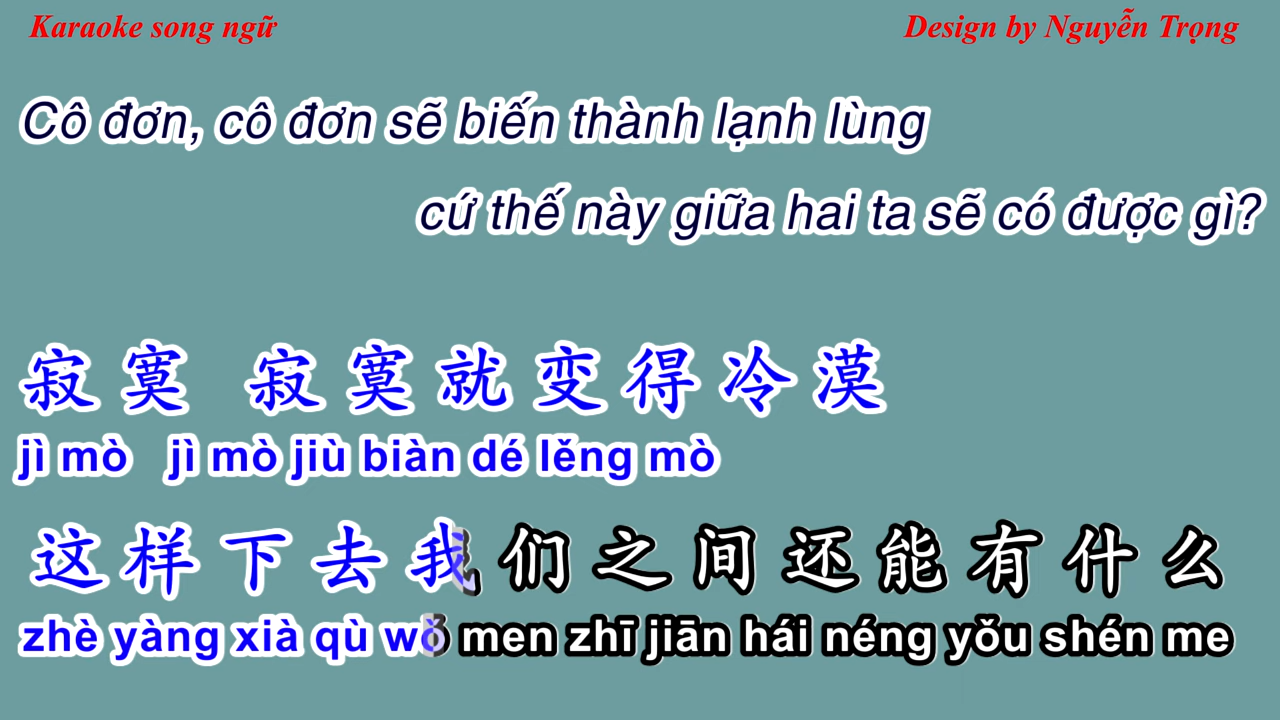 Karaoke song ngữ
Design by Nguyễn Trọng
Cô đơn, cô đơn sẽ biến thành lạnh lùng
cứ thế này giữa hai ta sẽ có được gì?
寂寞 寂寞就变得冷漠
jì mò jì mò jiù biàn dé lěng mò
这样下去我们之间还能有什么
zhè yàng xià qù wǒ men zhī jiān hái néng yǒu shén me